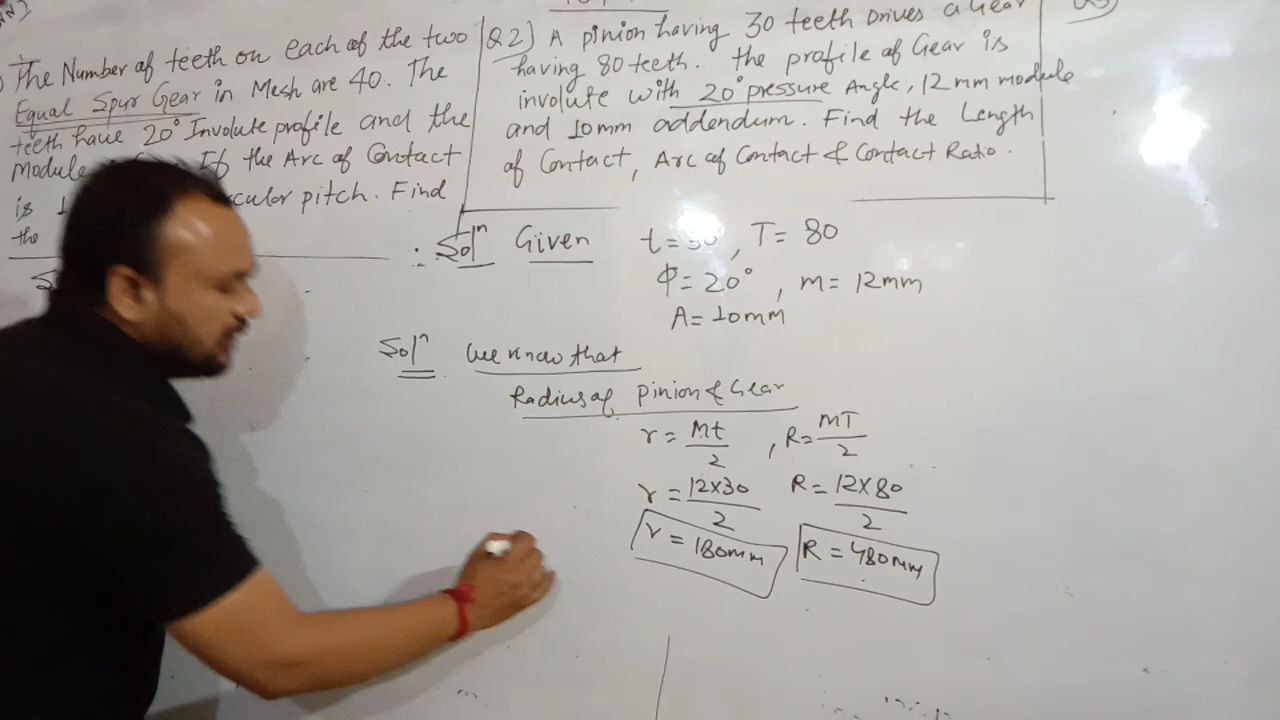 The Number of teeth on each of the two
Equal Spur Gear in Mesh are 40. The
teeth have 20° Involute profile and the
Module If the Arc of Contact
is cular pitch. Find
the
Q2) A pinion having 30 teeth Drives a Gear
having 80 teeth. the profile of Gear is
involute with 20° pressure Angle, 12 mm module
and 10mm addendum. Find the Length
of Contact, Arc of Contact & Contact Ratio.
∴ Solⁿ Given t = 30, T = 80
Φ = 20°, m = 12mm
A = 10mm
Solⁿ We know that
Radius of Pinion & Gear
r = Mt/2, R = MT/2
r = 12×30/2 R = 12×80/2
r = 180mm R = 480mm